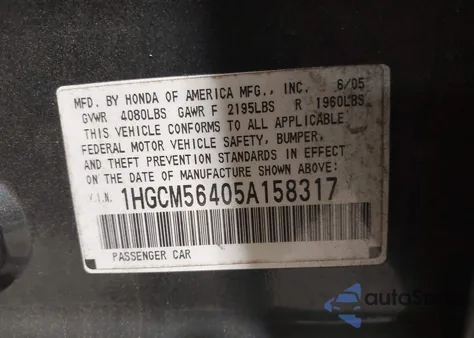 MFD. BY HONDA OF AMERICA MFG., INC. 6/05
GVWR 4080LBS GAWR F 2195LBS R 1960LBS
THIS VEHICLE CONFORMS TO ALL APPLICABLE
FEDERAL MOTOR VEHICLE SAFETY, BUMPER,
AND THEFT PREVENTION STANDARDS IN EFFECT
ON THE DATE OF MANUFACTURE SHOWN ABOVE:
V.I.N. 1HGCM56405A158317
PASSENGER CAR